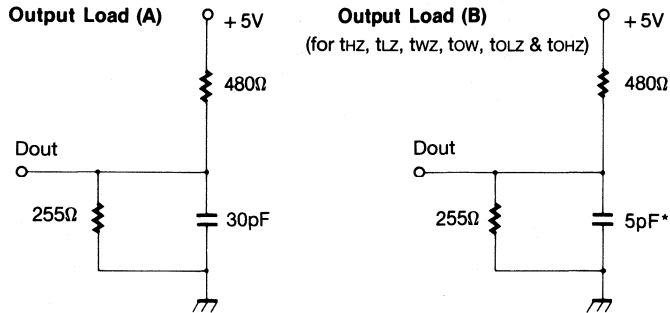 Output Load (A)
+5V
480Ω
Dout
255Ω
30pF
Output Load (B)
(for tHZ, tLZ, tWZ, tOW, tOLZ & tOHZ)
+5V
480Ω
Dout
255Ω
5pF*